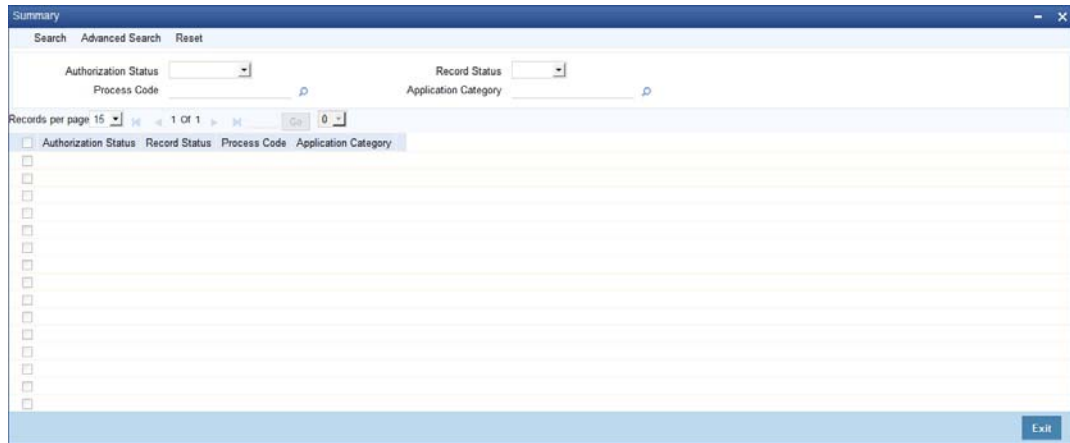 Summary
Search Advanced Search Reset
Authorization Status Record Status
Process Code Application Category
Records per page 15 1 Of 1 Go 0
Authorization Status Record Status Process Code Application Category
Exit